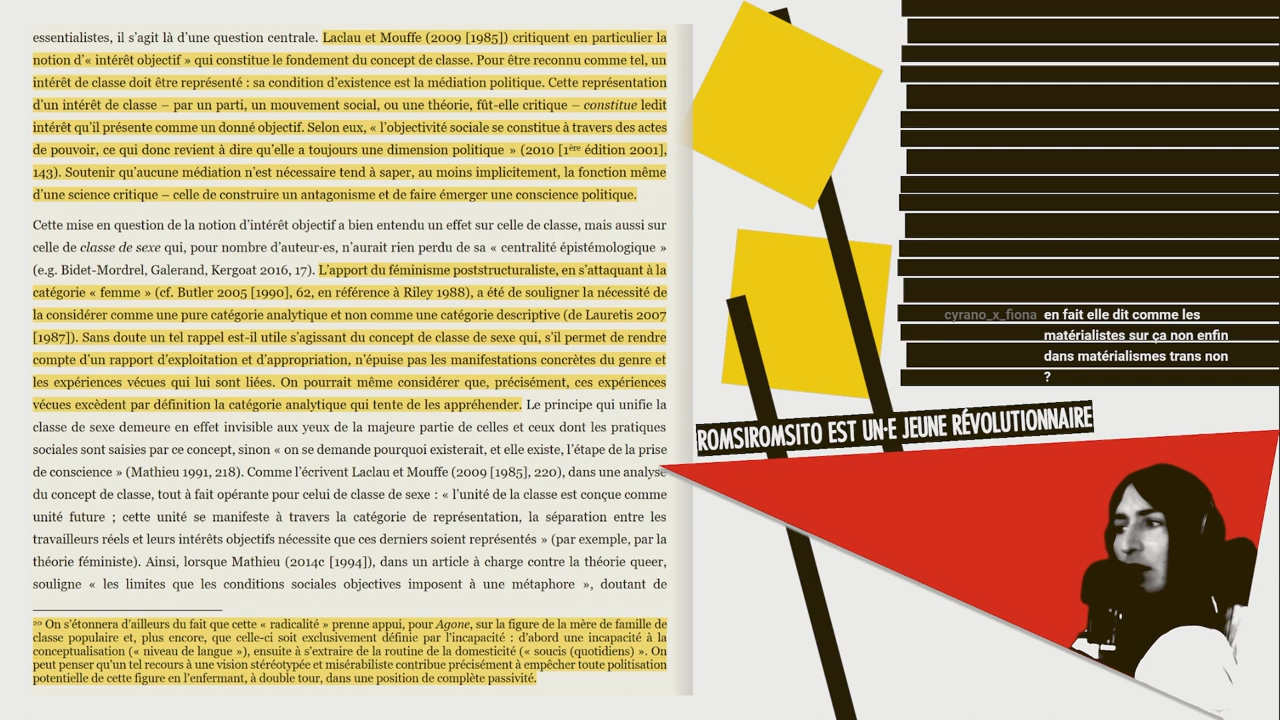 essentialistes, il s'agit là d'une question centrale. Laclau et Mouffe (2009 [1985]) critiquent en particulier la
notion d'« intérêt objectif » qui constitue le fondement du concept de classe. Pour être reconnu comme tel, un
intérêt de classe doit être représenté : sa condition d'existence est la médiation politique. Cette représentation
d'un intérêt de classe – par un parti, un mouvement social, ou une théorie, fût-elle critique – constitue ledit
intérêt qu'il présente comme un donné objectif. Selon eux, « l'objectivité sociale se constitue à travers des actes
de pouvoir, ce qui donc revient à dire qu'elle a toujours une dimension politique » (2010 [1ère édition 2001],
143). Soutenir qu'aucune médiation n'est nécessaire tend à saper, au moins implicitement, la fonction même
d'une science critique – celle de construire un antagonisme et de faire émerger une conscience politique.
Cette mise en question de la notion d'intérêt objectif a bien entendu un effet sur celle de classe, mais aussi sur
celle de classe de sexe qui, pour nombre d'auteur·es, n'aurait rien perdu de sa « centralité épistémologique »
(e.g. Bidet-Mordrel, Galerand, Kergoat 2016, 17). L'apport du féminisme poststructuraliste, en s'attaquant à la
catégorie « femme » (cf. Butler 2005 [1990], 62, en référence à Riley 1988), a été de souligner la nécessité de
la considérer comme une pure catégorie analytique et non comme une catégorie descriptive (de Lauretis 2007
[1987]). Sans doute un tel rappel est-il utile s'agissant du concept de classe de sexe qui, s'il permet de rendre
compte d'un rapport d'exploitation et d'appropriation, n'épuise pas les manifestations concrètes du genre et
les expériences vécues qui lui sont liées. On pourrait même considérer que, précisément, ces expériences
vécues excèdent par définition la catégorie analytique qui tente de les appréhender. Le principe qui unifie la
classe de sexe demeure en effet invisible aux yeux de la majeure partie de celles et ceux dont les pratiques
sociales sont saisies par ce concept, sinon « on se demande pourquoi existerait, et elle existe, l'étape de la prise
de conscience » (Mathieu 1991, 218). Comme l'écrivent Laclau et Mouffe (2009 [1985], 220), dans une analyse
du concept de classe, tout à fait opérante pour celui de classe de sexe : « l'unité de la classe est conçue comme
unité future ; cette unité se manifeste à travers la catégorie de représentation, la séparation entre les
travailleurs réels et leurs intérêts objectifs nécessite que ces derniers soient représentés » (par exemple, par la
théorie féministe). Ainsi, lorsque Mathieu (2014c [1994]), dans un article à charge contre la théorie queer,
souligne « les limites que les conditions sociales objectives imposent à une métaphore », doutant de
20 On s'étonnera d'ailleurs du fait que cette « radicalité » prenne appui, pour Agone, sur la figure de la mère de famille de
classe populaire et, plus encore, que celle-ci soit exclusivement définie par l'incapacité : d'abord une incapacité à la
conceptualisation (« niveau de langue »), ensuite à s'extraire de la routine de la domesticité (« soucis (quotidiens) ». On
peut penser qu'un tel recours à une vision stéréotypée et misérabiliste contribue précisément à empêcher toute politisation
potentielle de cette figure en l'enfermant, à double tour, dans une position de complète passivité.
cyrano_x_fiona en fait elle dit comme les
matérialistes sur ça non enfin
dans matérialismes trans non
?
ROMSIROMSITO EST UN·E JEUNE RÉVOLUTIONNAIRE